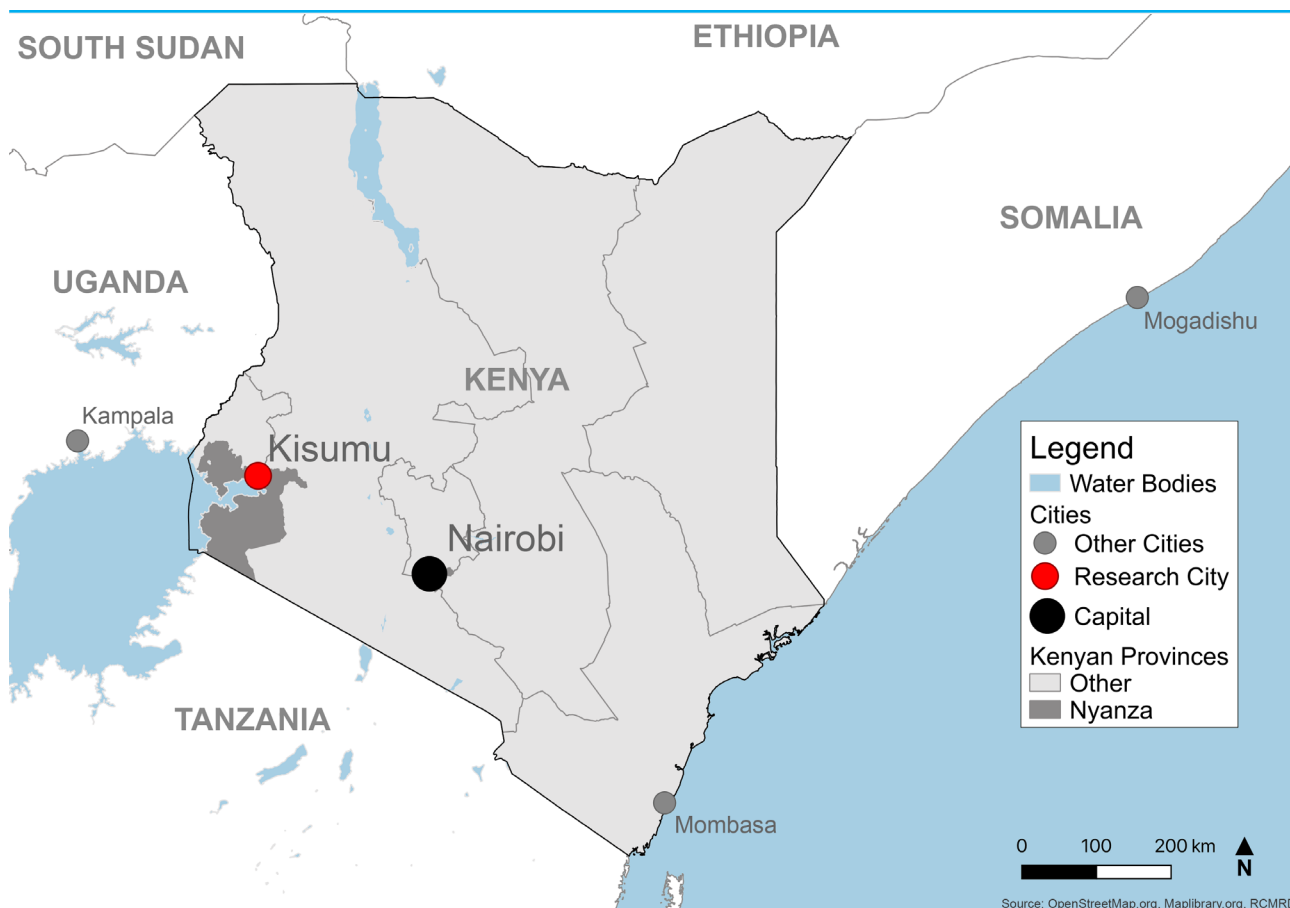 SOUTH SUDAN
ETHIOPIA
SOMALIA
UGANDA
Mogadishu
KENYA
Kampala
Kisumu
Nairobi
TANZANIA
Mombasa
Legend
Water Bodies
Cities
Other Cities
Research City
Capital
Kenyan Provinces
Other
Nyanza
0 100 200 km
N
Source: OpenStreetMap.org, Maplibrary.org, RCMRD